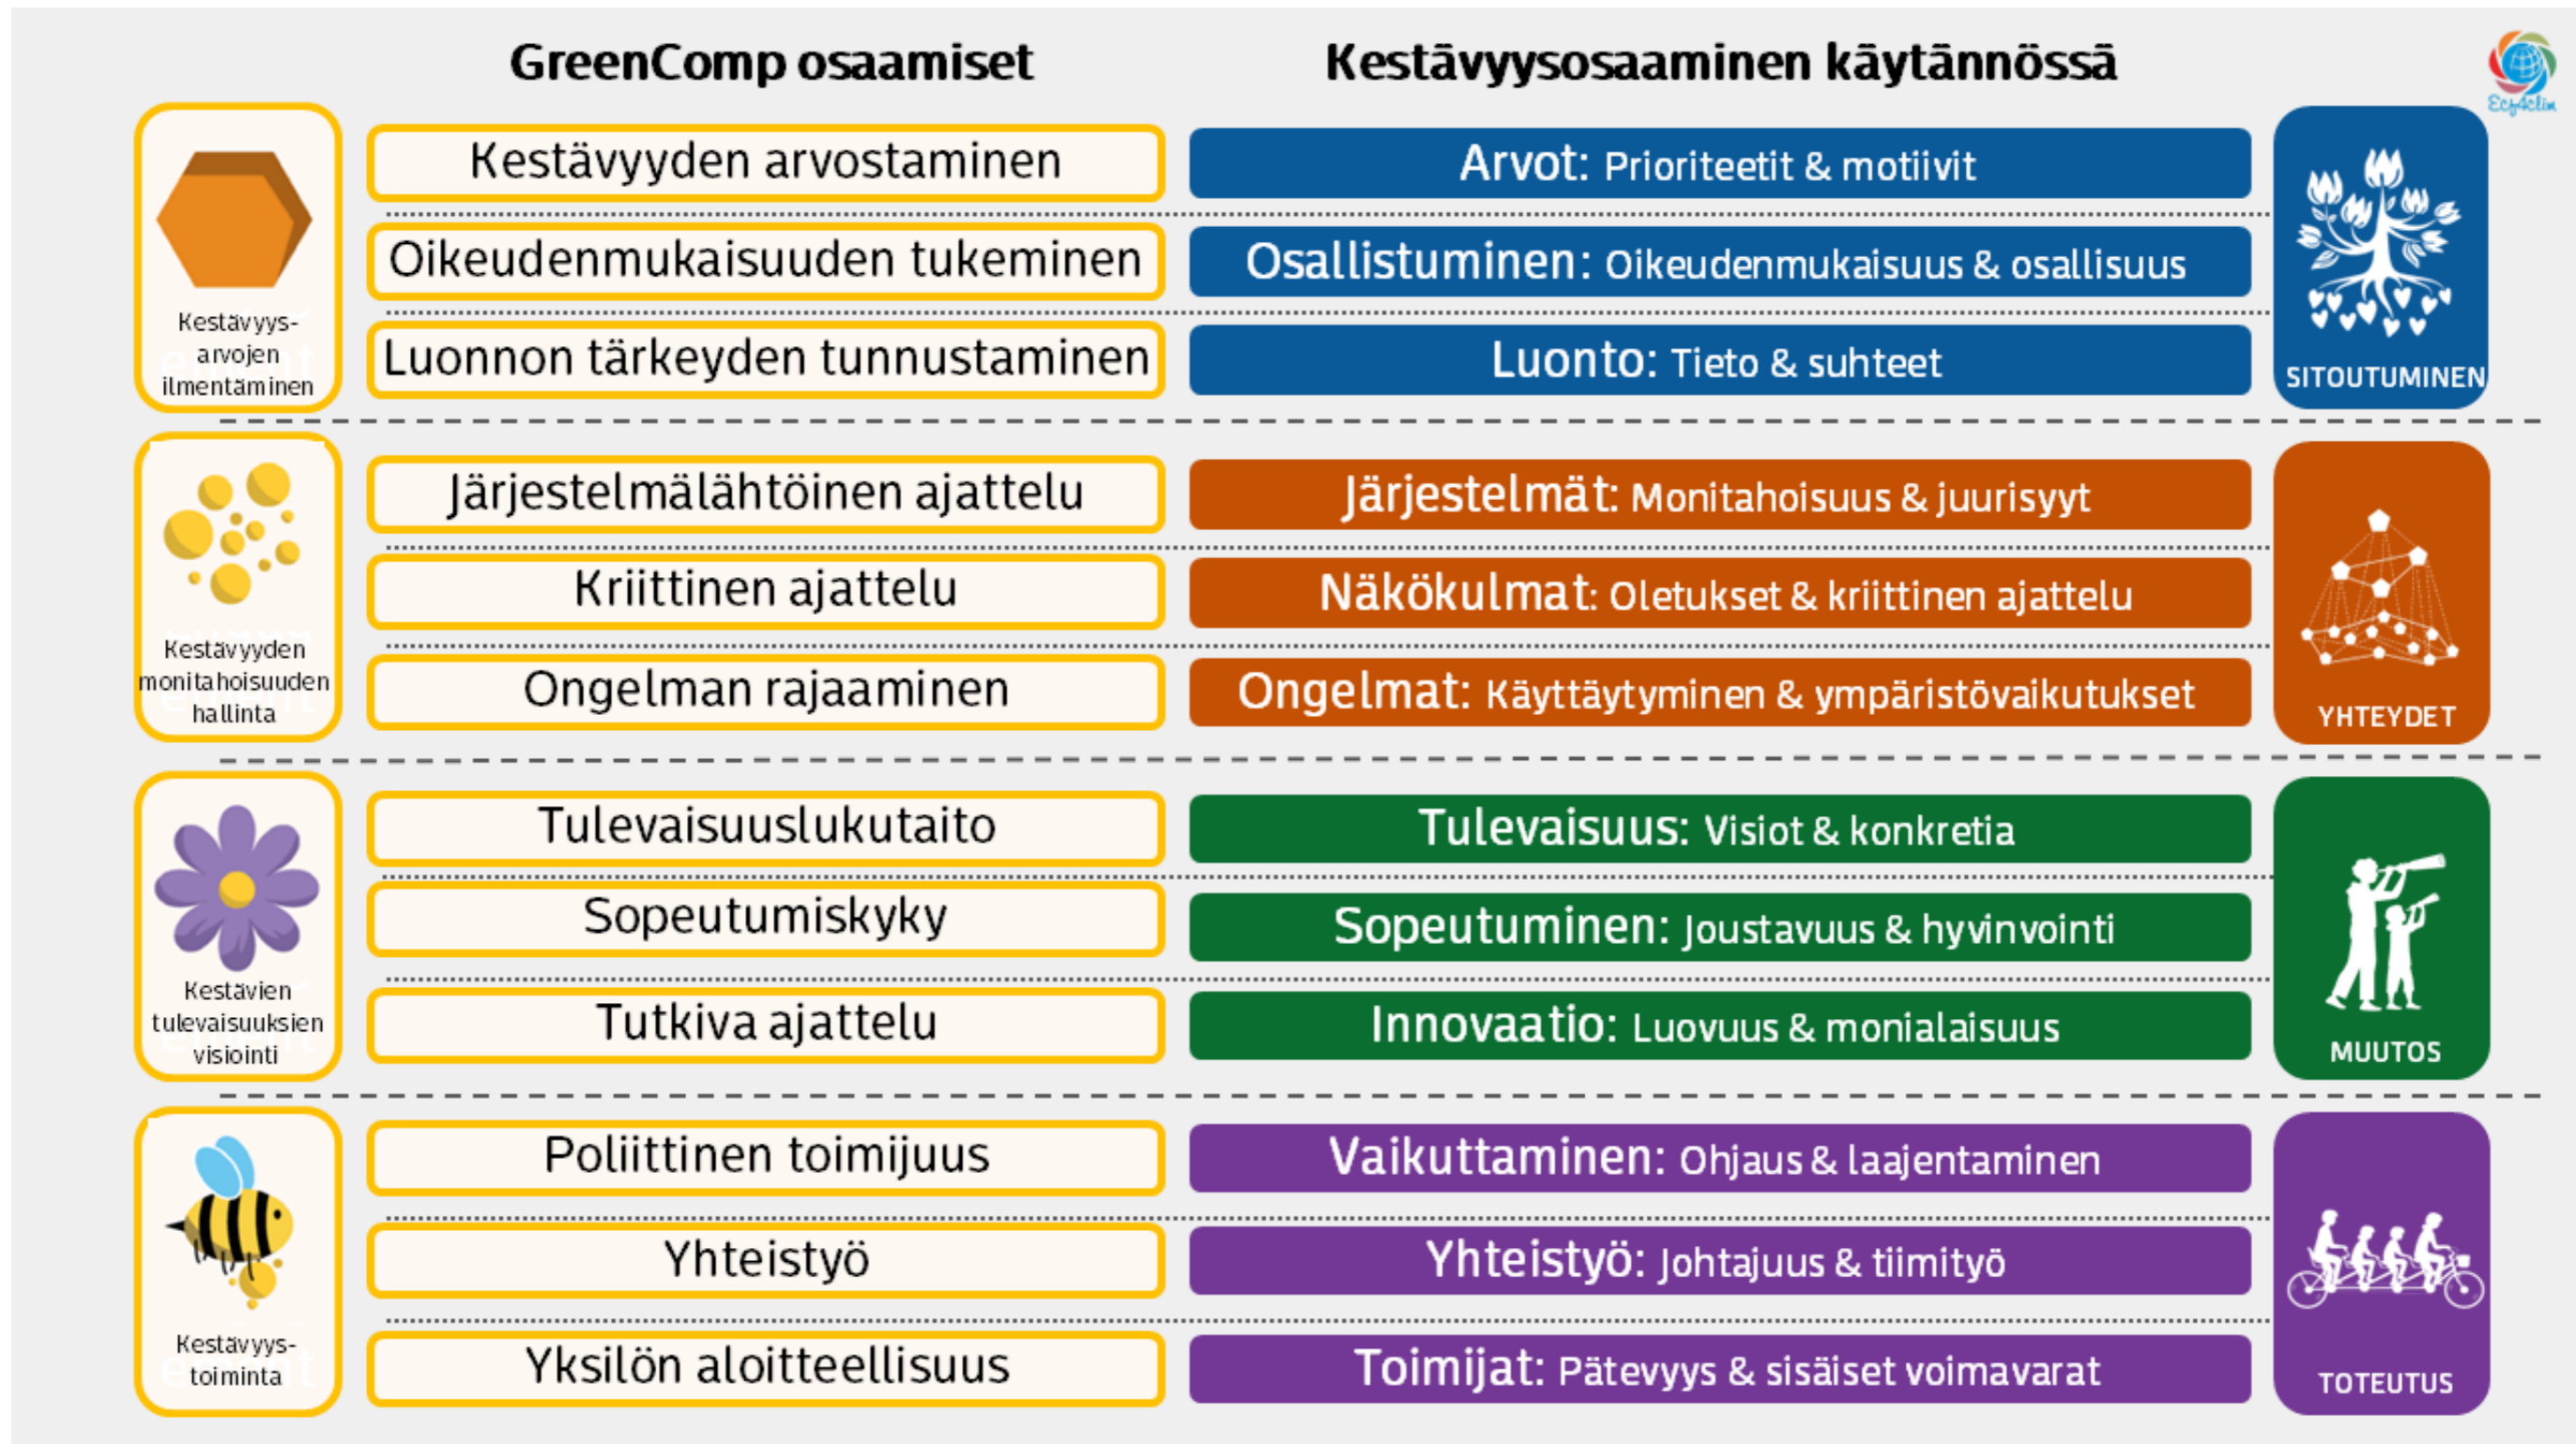 GreenComp osaamiset
Kestävyysosaaminen käytännössä
Ecf4clim
Kestävyys-
arvojen
ilmentäminen
Kestävyyden arvostaminen
Arvot: Prioriteetit & motiivit
Oikeudenmukaisuuden tukeminen
Osallistuminen: Oikeudenmukaisuus & osallisuus
Luonnon tärkeyden tunnustaminen
Luonto: Tieto & suhteet
SITOUTUMINEN
Kestävyyden
monitahoisuuden
hallinta
Järjestelmälähtöinen ajattelu
Järjestelmät: Monitahoisuus & juurisyyt
Kriittinen ajattelu
Näkökulmat: Oletukset & kriittinen ajattelu
Ongelman rajaaminen
Ongelmat: Käyttäytyminen & ympäristövaikutukset
YHTEYDET
Kestävien
tulevaisuuksien
visiointi
Tulevaisuuslukutaito
Tulevaisuus: Visiot & konkretia
Sopeutumiskyky
Sopeutuminen: Joustavuus & hyvinvointi
Tutkiva ajattelu
Innovaatio: Luovuus & monialaisuus
MUUTOS
Kestävyys-
toiminta
Poliittinen toimijuus
Vaikuttaminen: Ohjaus & laajentaminen
Yhteistyö
Yhteistyö: Johtajuus & tiimityö
Yksilön aloitteellisuus
Toimijat: Pätevyys & sisäiset voimavarat
TOTEUTUS